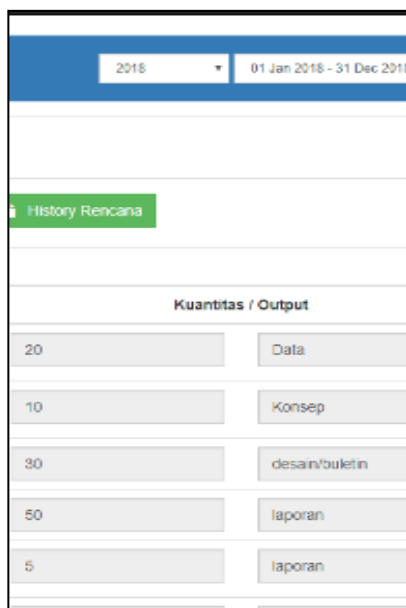 2018 01 Jan 2018 - 31 Dec 2018
History Rencana
Kuantitas / Output
20 Data
10 Konsep
30 desain/buletin
50 laporan
5 laporan